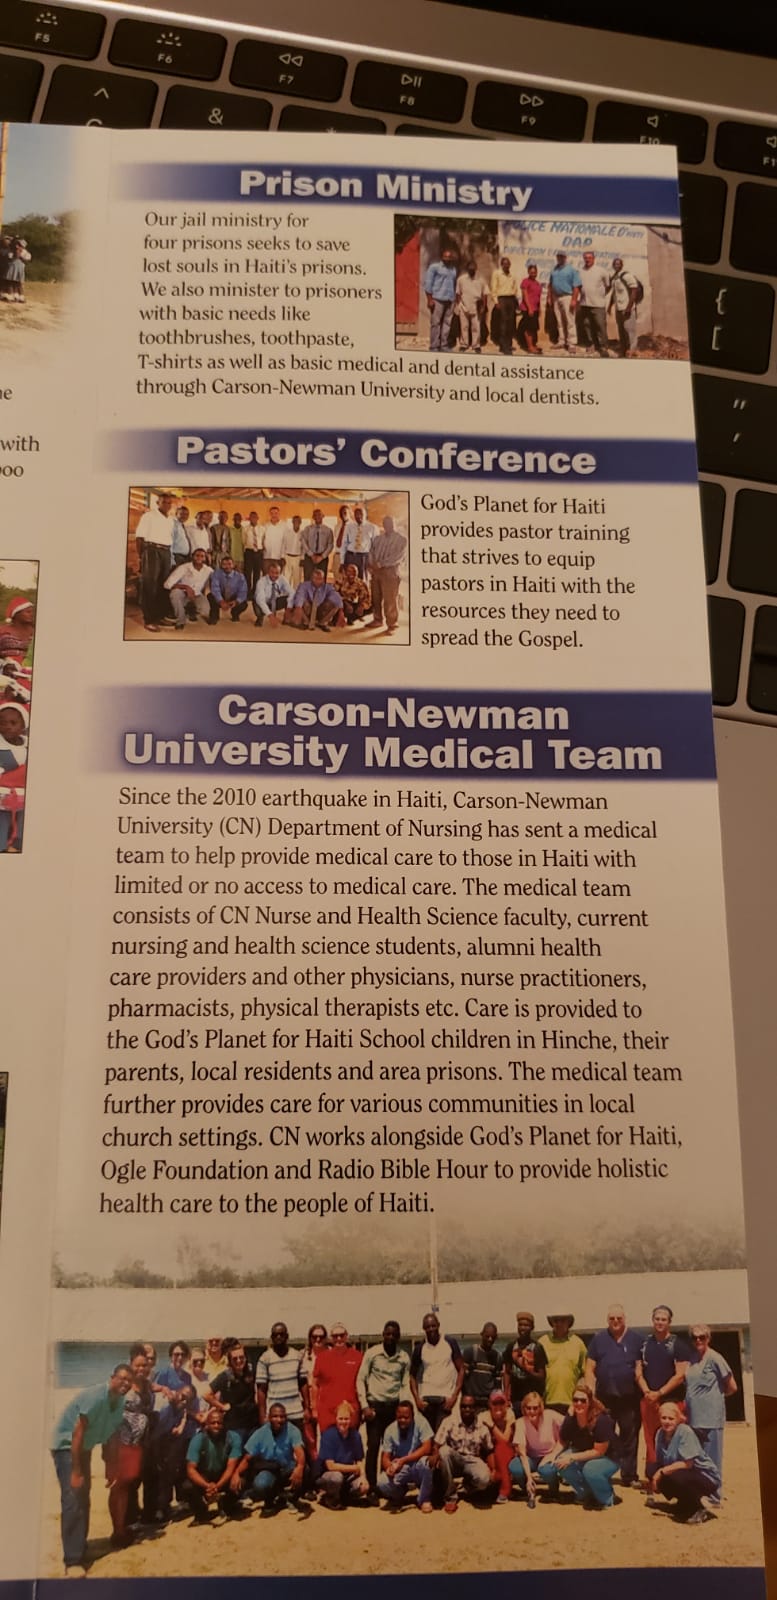 F5
F6
F7
F8
F9
F10
&
{
[
"
'
Prison Ministry
Our jail ministry for
four prisons seeks to save
lost souls in Haiti's prisons.
We also minister to prisoners
with basic needs like
toothbrushes, toothpaste,
T-shirts as well as basic medical and dental assistance
through Carson-Newman University and local dentists.
POLICE NATIONALE D'HAITI
DAP
with
Pastors' Conference
God's Planet for Haiti
provides pastor training
that strives to equip
pastors in Haiti with the
resources they need to
spread the Gospel.
Carson-Newman
University Medical Team
Since the 2010 earthquake in Haiti, Carson-Newman
University (CN) Department of Nursing has sent a medical
team to help provide medical care to those in Haiti with
limited or no access to medical care. The medical team
consists of CN Nurse and Health Science faculty, current
nursing and health science students, alumni health
care providers and other physicians, nurse practitioners,
pharmacists, physical therapists etc. Care is provided to
the God's Planet for Haiti School children in Hinche, their
parents, local residents and area prisons. The medical team
further provides care for various communities in local
church settings. CN works alongside God's Planet for Haiti,
Ogle Foundation and Radio Bible Hour to provide holistic
health care to the people of Haiti.